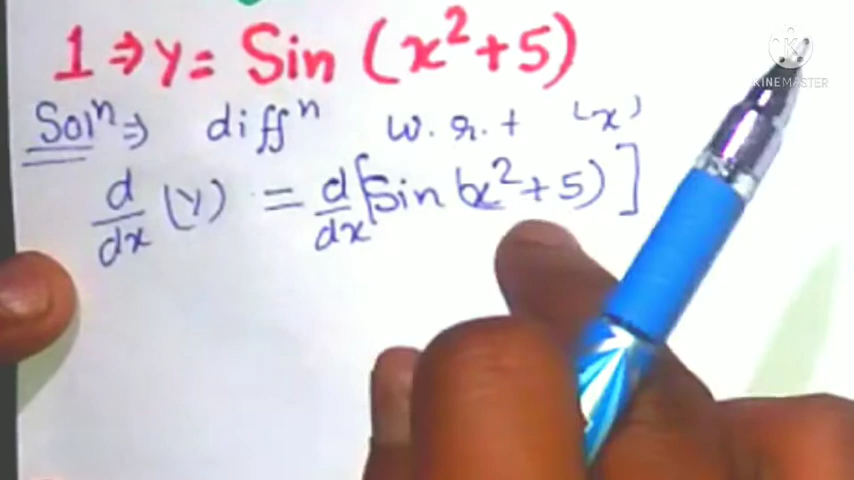 1 ⇒ y = Sin (x²+5)
Solⁿ ⇒ diffⁿ w.r.t (x)
d/dx (y) = d/dx [Sin (x²+5)]
KINEMASTER